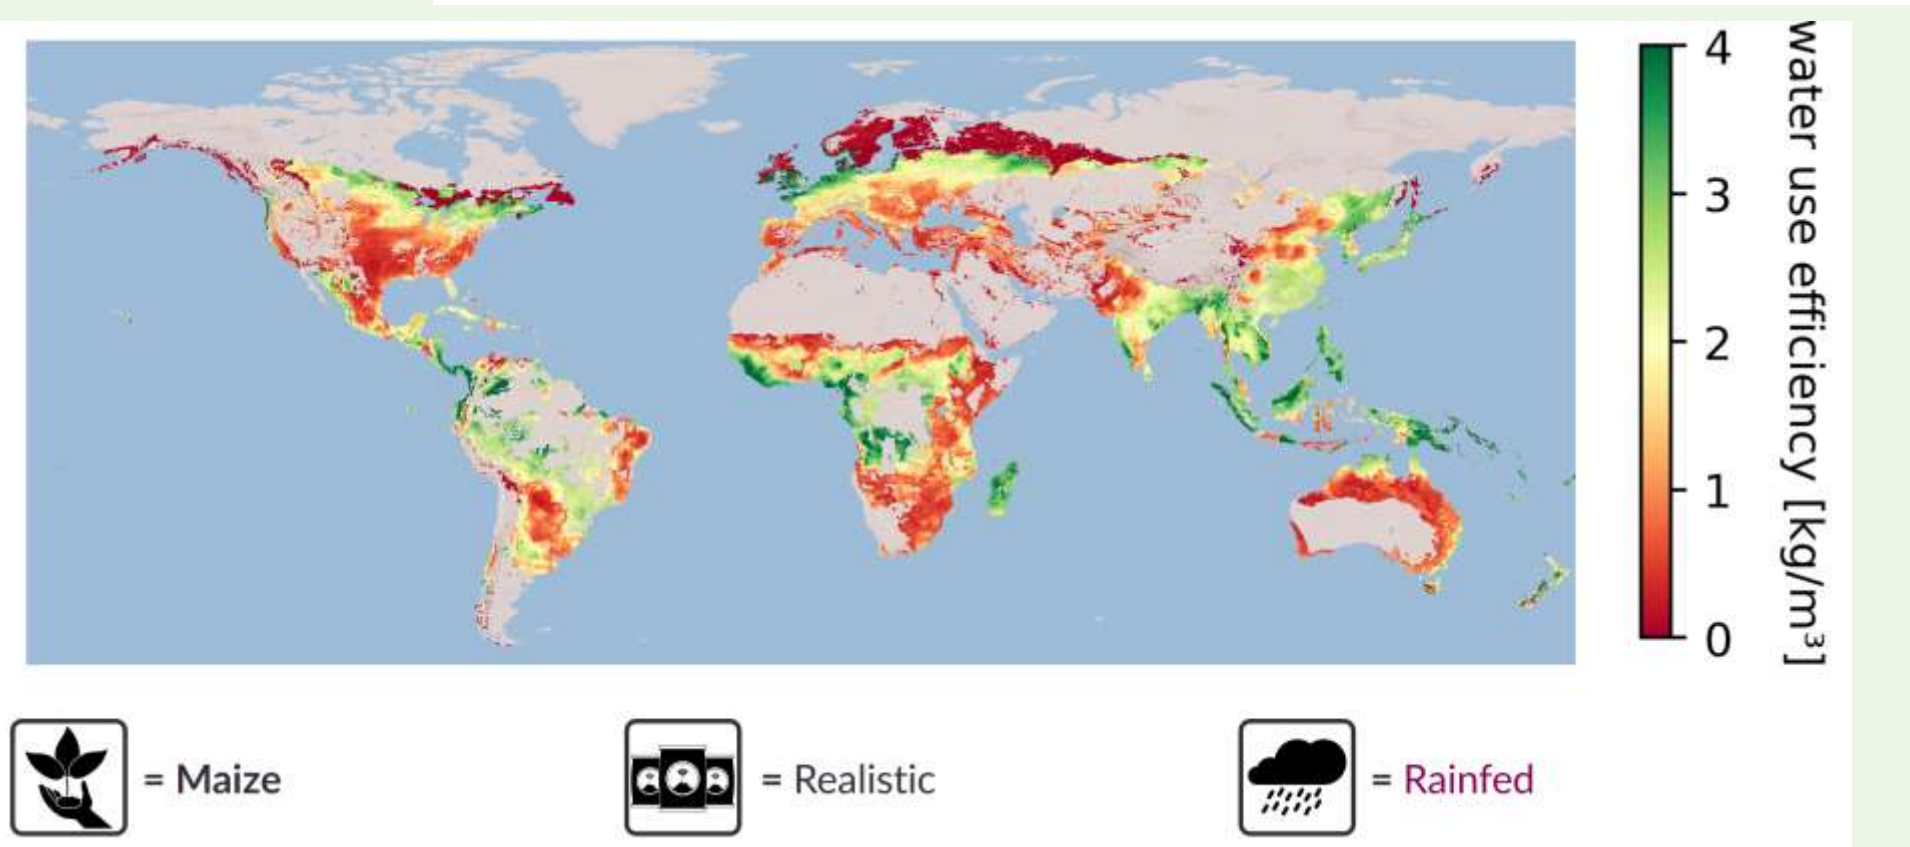 4
3
2
1
0
water use efficiency [kg/m³]
= Maize
= Realistic
= Rainfed